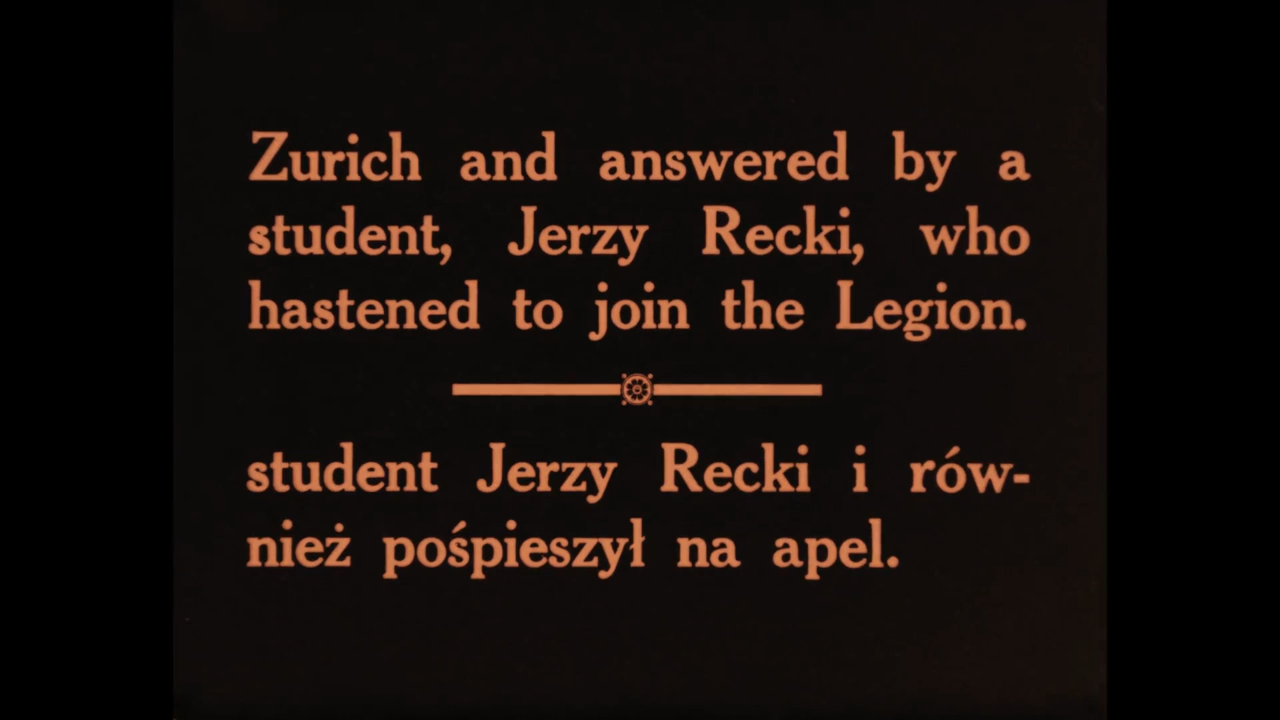 Zurich and answered by a
student, Jerzy Recki, who
hastened to join the Legion.
student Jerzy Recki i rów-
nież pośpieszył na apel.